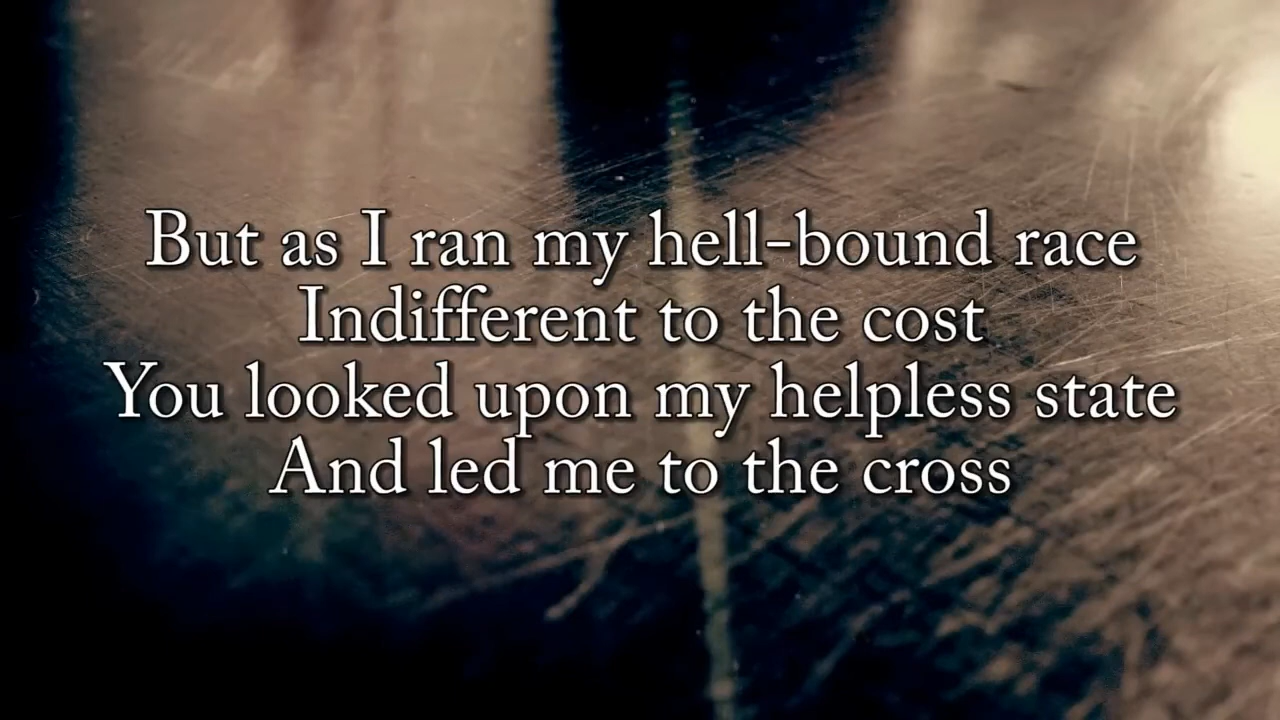 But as I ran my hell-bound race
Indifferent to the cost
You looked upon my helpless state
And led me to the cross